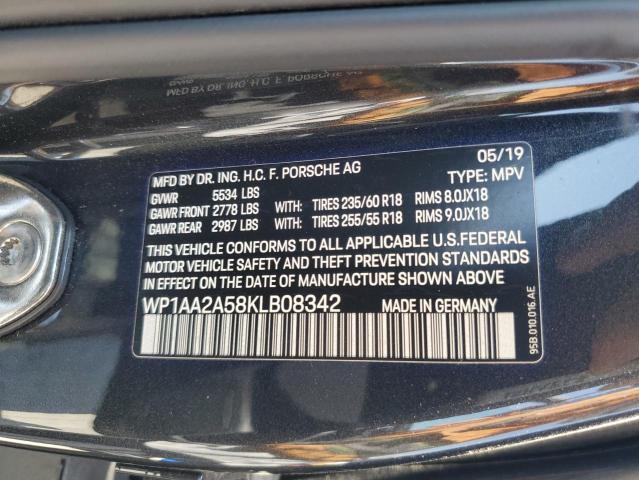 MFD BY DR. ING. H.C. F. PORSCHE AG 05/19
GVWR 5534 LBS TYPE: MPV
GAWR FRONT 2778 LBS WITH: TIRES 235/60 R18 RIMS 8.0JX18
GAWR REAR 2987 LBS WITH: TIRES 255/55 R18 RIMS 9.0JX18
THIS VEHICLE CONFORMS TO ALL APPLICABLE U.S.FEDERAL
MOTOR VEHICLE SAFETY AND THEFT PREVENTION STANDARDS
IN EFFECT ON THE DATE OF MANUFACTURE SHOWN ABOVE
WP1AA2A58KLB08342 MADE IN GERMANY
95B.010.016.AE